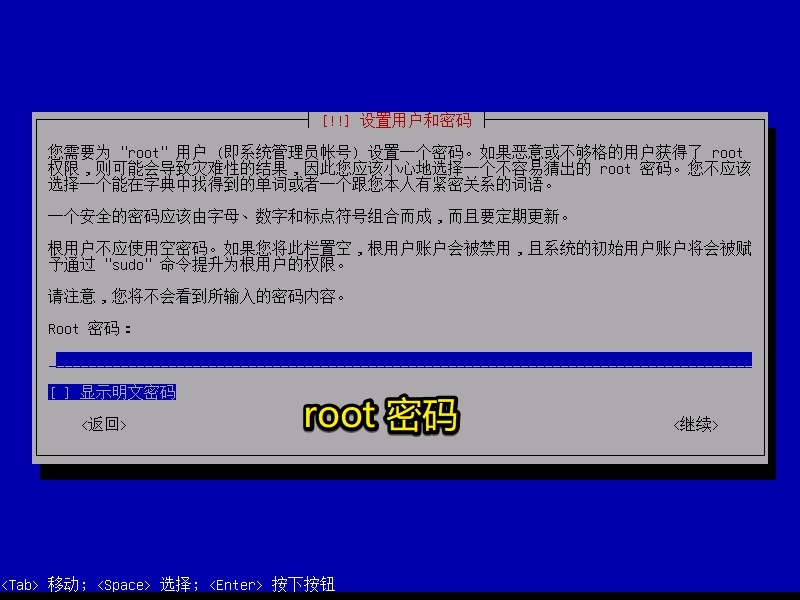 [!!] 设置用户和密码
您需要为 "root" 用户 (即系统管理员帐号) 设置一个密码。如果恶意或不够格的用户获得了 root
权限，则可能会导致灾难性的结果，因此您应该小心地选择一个不容易猜出的 root 密码。您不应该
选择一个能在字典中找得到的单词或者一个跟您本人有紧密关系的词语。
一个安全的密码应该由字母、数字和标点符号组合而成，而且要定期更新。
根用户不应使用空密码。如果您将此栏置空，根用户账户会被禁用，且系统的初始用户账户将会被赋
予通过 "sudo" 命令提升为根用户的权限。
请注意，您将不会看到所输入的密码内容。
Root 密码：
[ ] 显示明文密码
root 密码
<返回> <继续>
<Tab> 移动; <Space> 选择; <Enter> 按下按钮